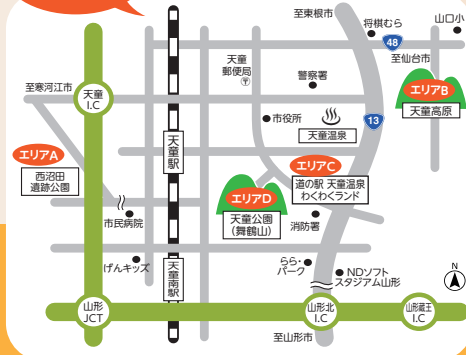 至東根市
将棋むら
山口小
48
至仙台市
天童
郵便局
〒
警察署
至寒河江市
天童
I.C
エリアB
天童高原
市役所
13
天童温泉
天童駅
エリアA
西沼田
遺跡公園
エリアC
道の駅 天童温泉
わくわくランド
エリアD
天童公園
(舞鶴山)
市民病院
消防署
げんキッズ
天童南駅
らら・
パーク
NDソフト
スタジアム山形
N
山形
JCT
山形北
I.C
山形蔵王
I.C
至山形市